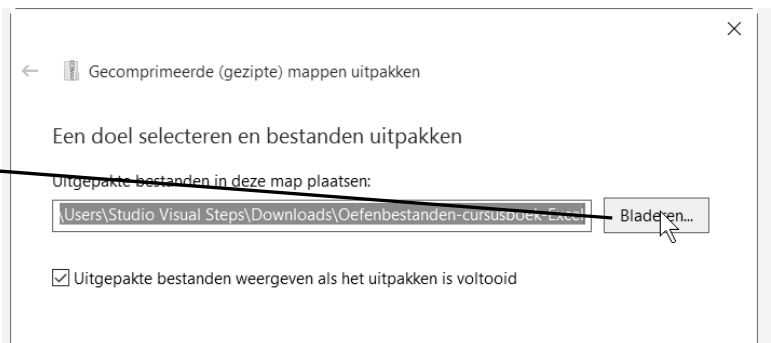 Gecomprimeerde (gezipte) mappen uitpakken
Een doel selecteren en bestanden uitpakken
Uitgepakte bestanden in deze map plaatsen:
\Users\Studio Visual Steps\Downloads\Oefenbestanden-cursusboek-Excel
Bladeren...
Uitgepakte bestanden weergeven als het uitpakken is voltooid